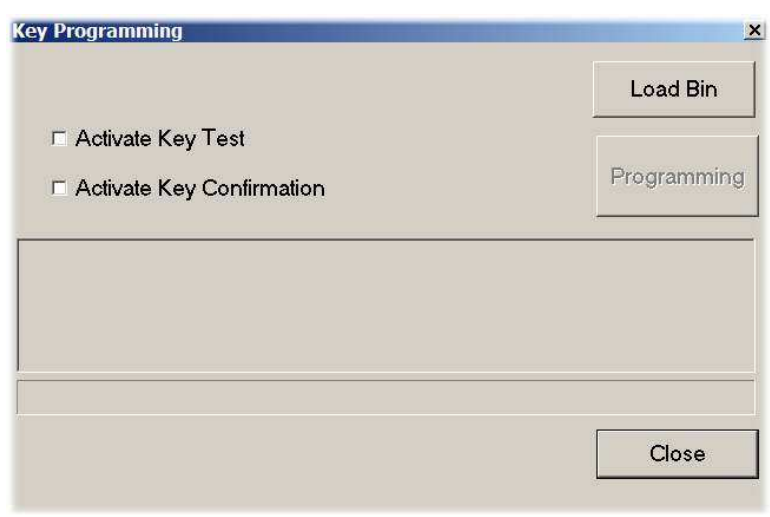 Key Programming
Load Bin
Activate Key Test
Programming
Activate Key Confirmation
Close